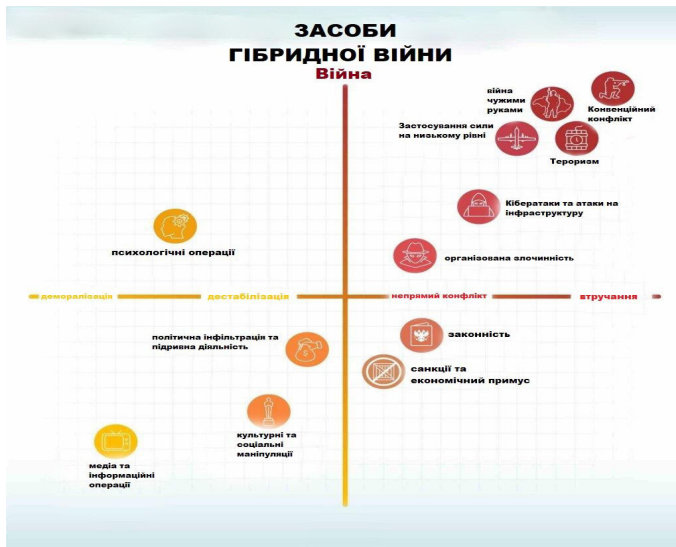 ЗАСОБИ
ГІБРИДНОЇ ВІЙНИ
Війна
війна
чужими
руками
Конвенційний
конфлікт
Застосування сили
на низькому рівні
Тероризм
Кібератаки та атаки на
інфраструктуру
психологічні операції
організована злочинність
деморалізація
дестабілізація
непрямий конфлікт
втручання
політична інфільтрація та
підривна діяльність
законність
санкції та
економічний примус
культурні та
соціальні
маніпуляції
медіа та
інформаційні
операції